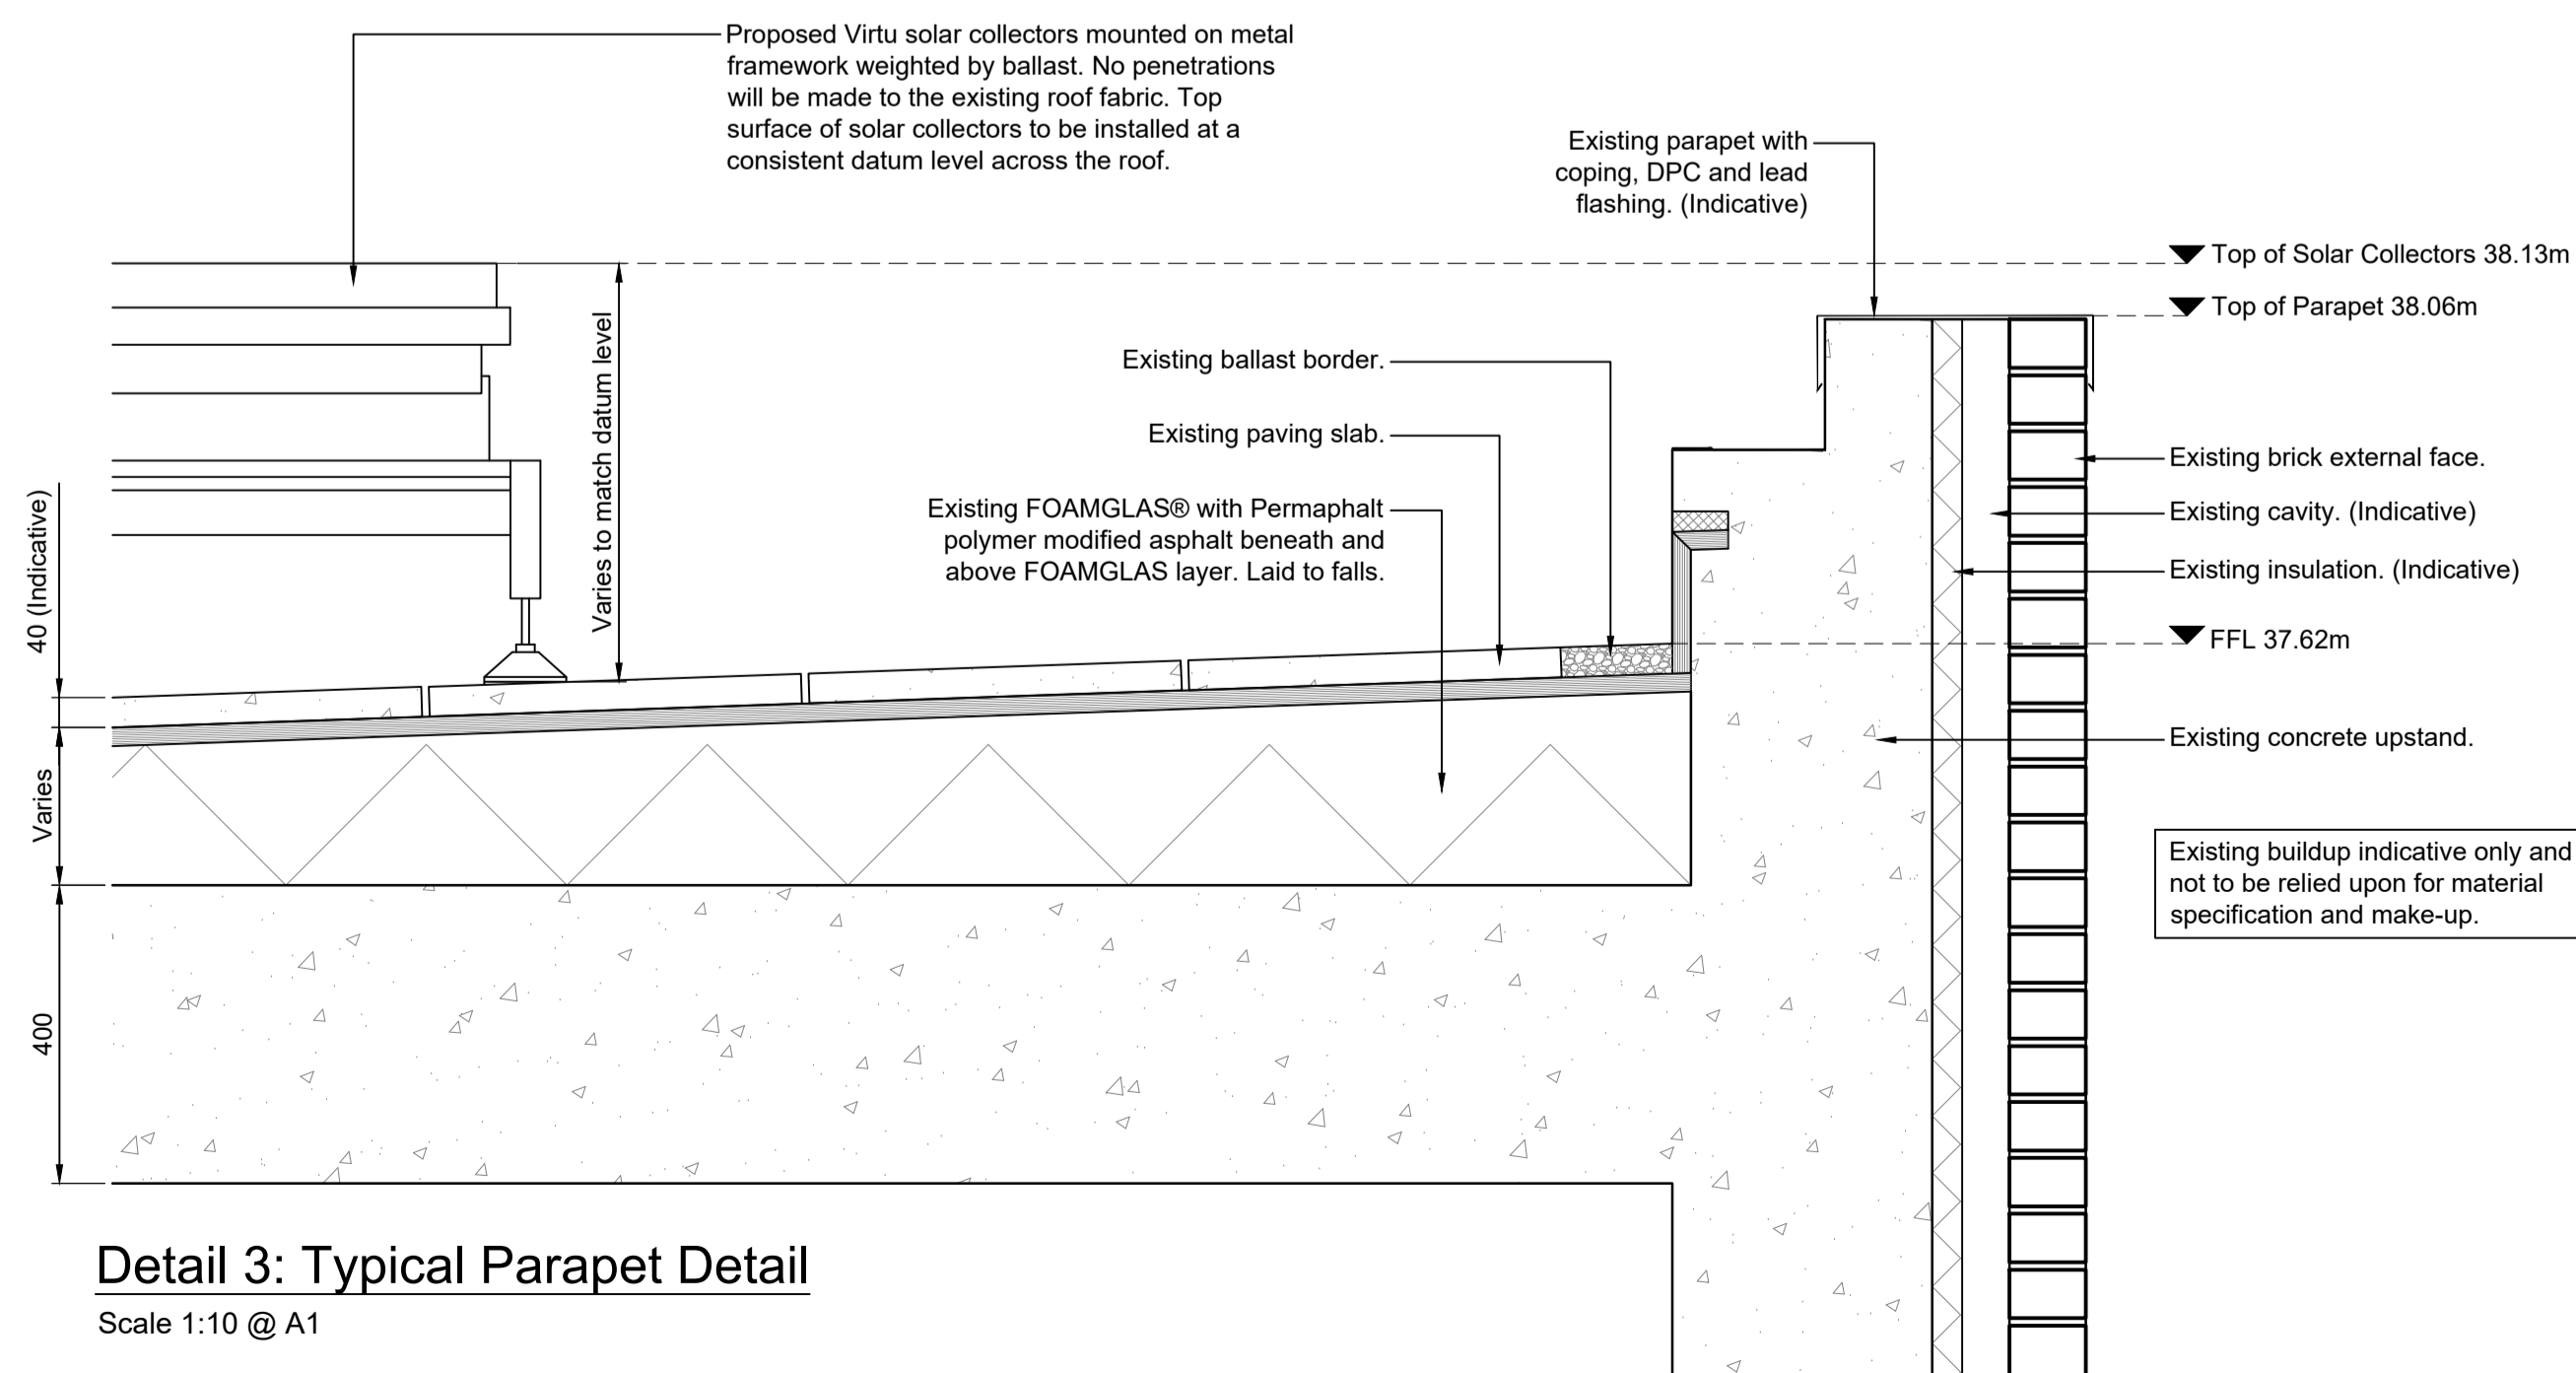 Proposed Virtu solar collectors mounted on metal
framework weighted by ballast. No penetrations
will be made to the existing roof fabric. Top
surface of solar collectors to be installed at a
consistent datum level across the roof.
Existing parapet with
coping, DPC and lead
flashing. (Indicative)
Top of Solar Collectors 38.13m
Top of Parapet 38.06m
Varies to match datum level
Existing ballast border.
Existing paving slab.
Existing FOAMGLAS® with Permaphalt
polymer modified asphalt beneath and
above FOAMGLAS layer. Laid to falls.
Existing brick external face.
Existing cavity. (Indicative)
Existing insulation. (Indicative)
FFL 37.62m
Existing concrete upstand.
40 (Indicative)
Varies
400
Existing buildup indicative only and
not to be relied upon for material
specification and make-up.
Detail 3: Typical Parapet Detail
Scale 1:10 @ A1